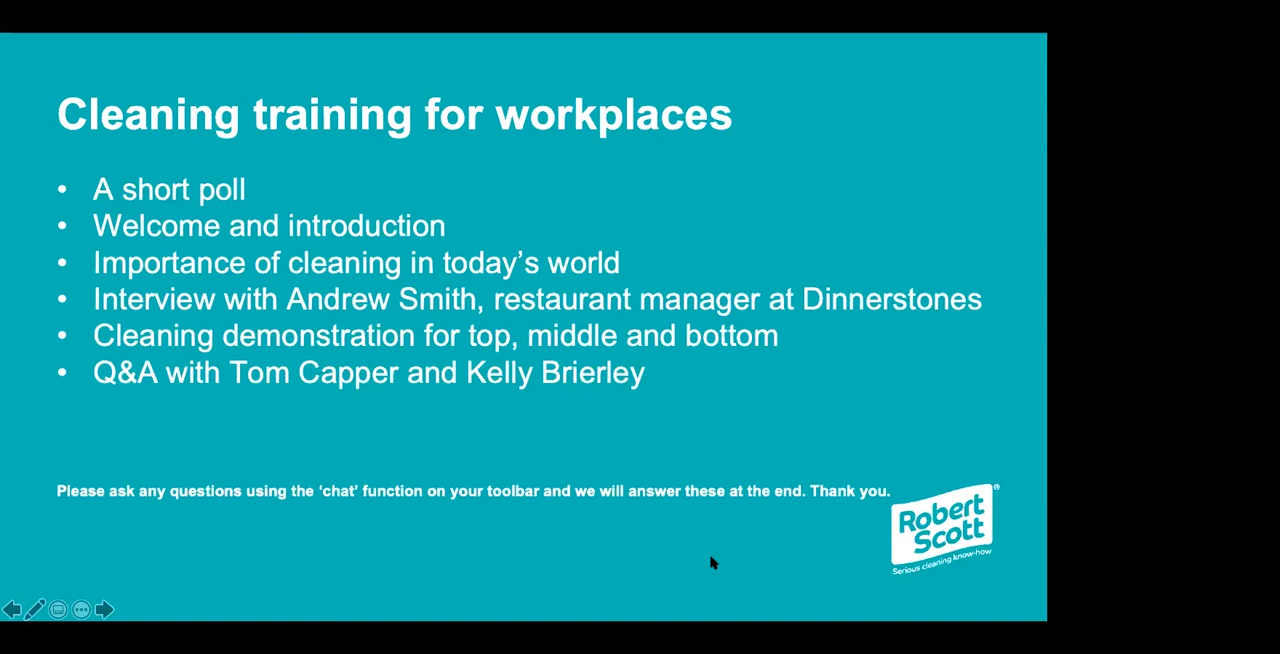 Cleaning training for workplaces
• A short poll
• Welcome and introduction
• Importance of cleaning in today’s world
• Interview with Andrew Smith, restaurant manager at Dinnerstones
• Cleaning demonstration for top, middle and bottom
• Q&A with Tom Capper and Kelly Brierley
Please ask any questions using the ‘chat’ function on your toolbar and we will answer these at the end. Thank you.
Robert
Scott®
Serious cleaning know-how